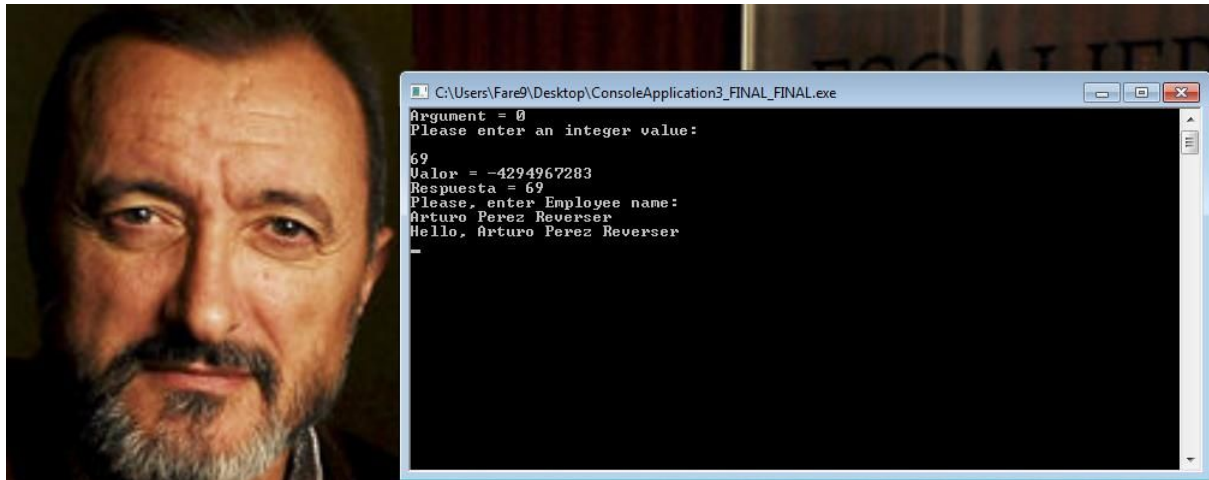 C:\Users\Fare9\Desktop\ConsoleApplication3_FINAL_FINAL.exe
Argument = 0
Please enter an integer value:
69
Valor = -4294967283
Respuesta = 69
Please, enter Employee name:
Arturo Perez Reverser
Hello, Arturo Perez Reverser